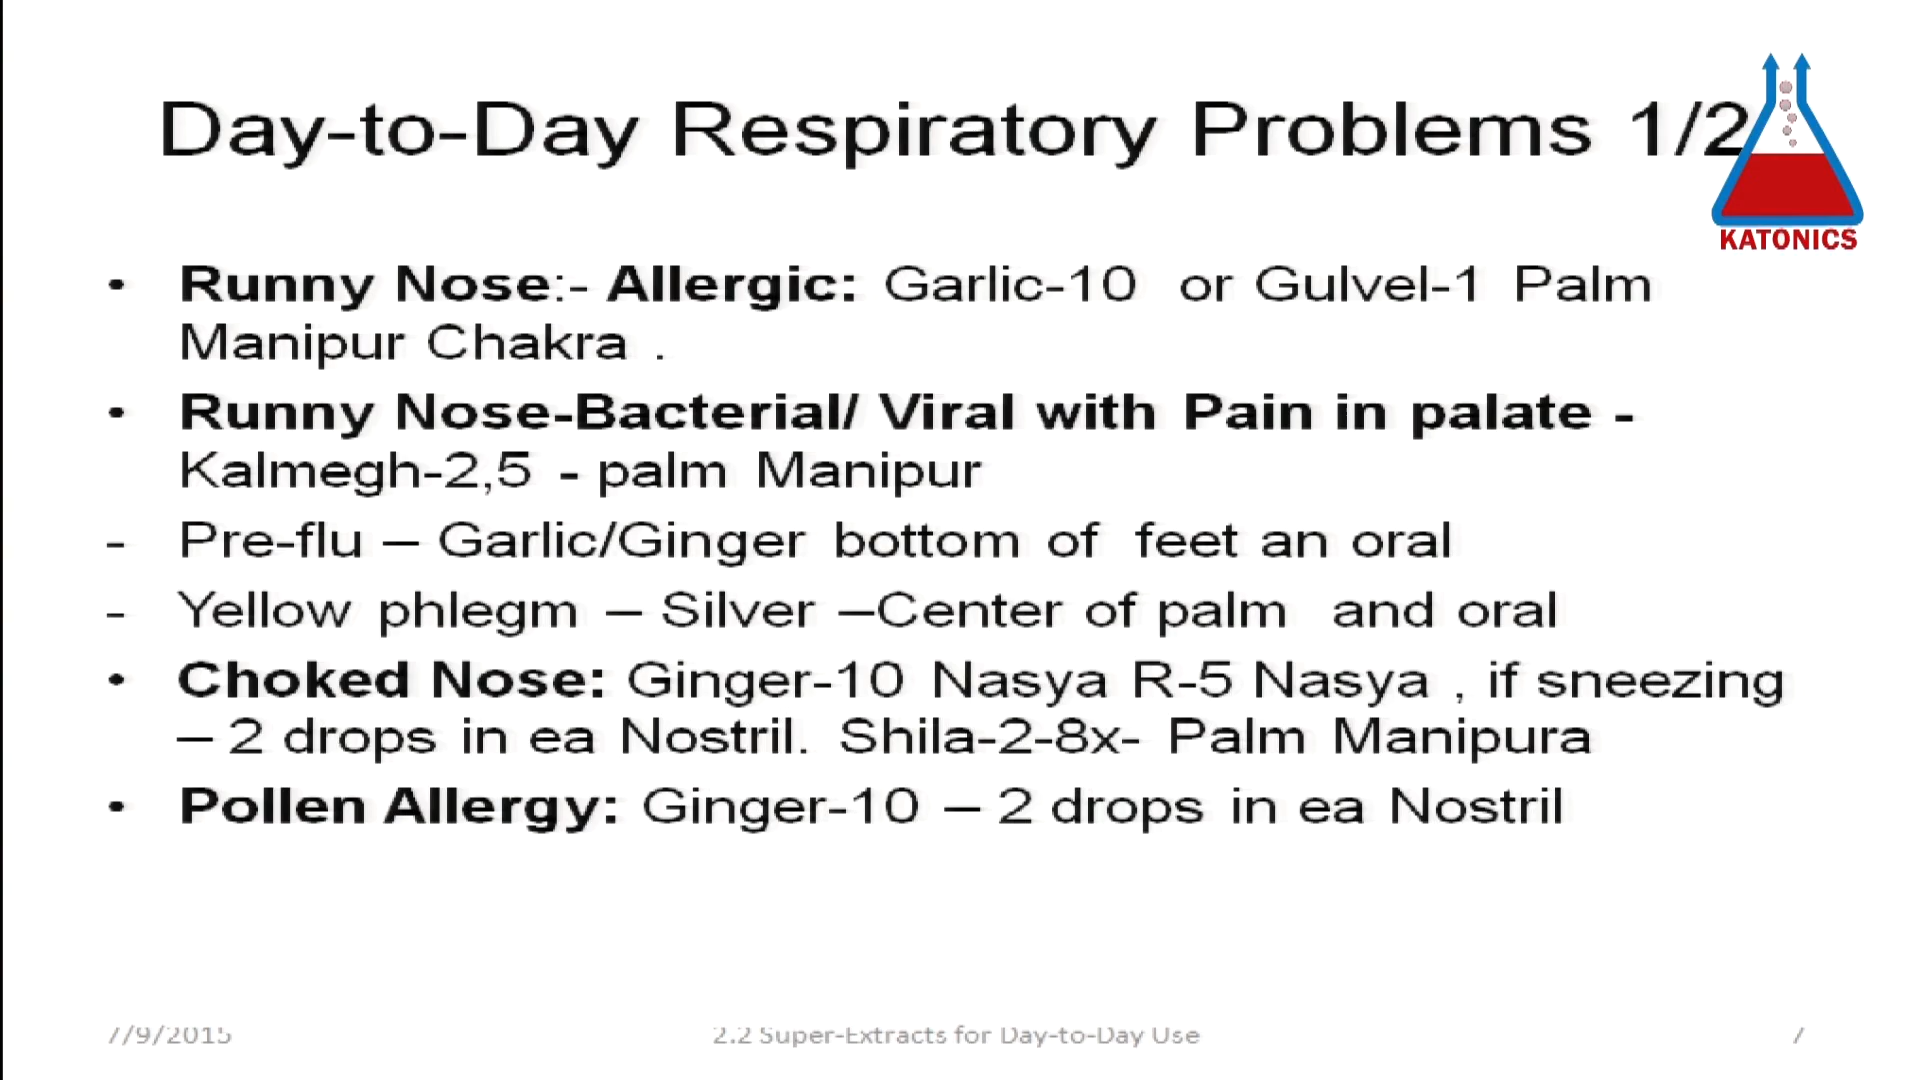 Day-to-Day Respiratory Problems 1/2
KATONICS
• Runny Nose:- Allergic: Garlic-10 or Gulvel-1 Palm
Manipur Chakra .
• Runny Nose-Bacterial/ Viral with Pain in palate -
Kalmegh-2,5 - palm Manipur
- Pre-flu – Garlic/Ginger bottom of feet an oral
- Yellow phlegm – Silver –Center of palm and oral
• Choked Nose: Ginger-10 Nasya R-5 Nasya , if sneezing
– 2 drops in ea Nostril. Shila-2-8x- Palm Manipura
• Pollen Allergy: Ginger-10 – 2 drops in ea Nostril
7/9/2015 2.2 Super-Extracts for Day-to-Day Use 7